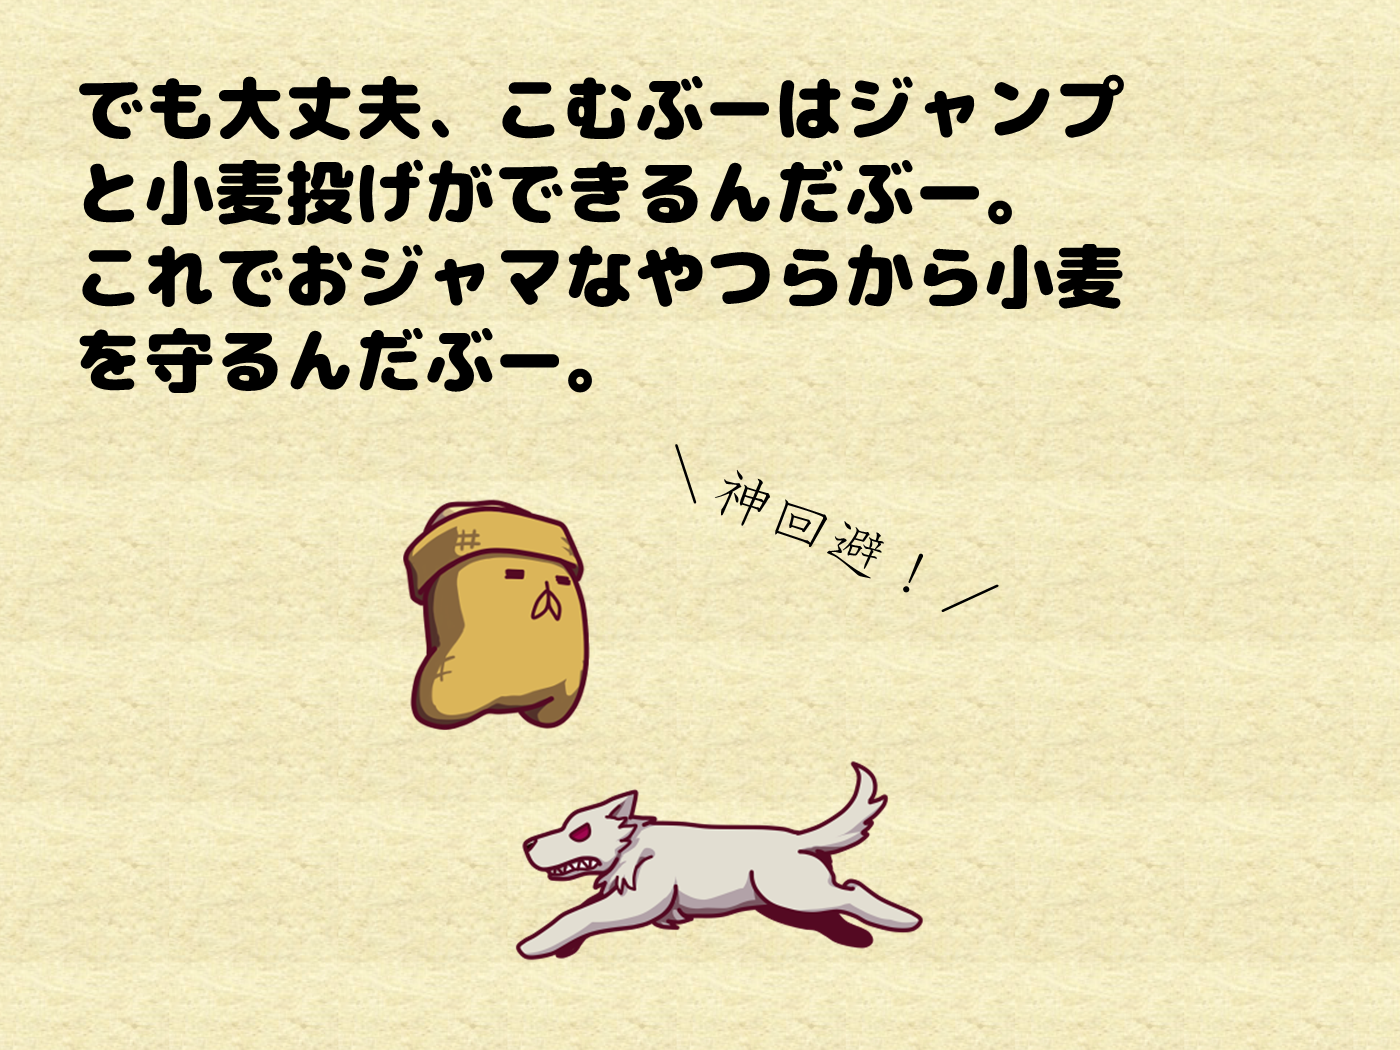 でも大丈夫、こむぶーはジャンプ
と小麦投げができるんだぶー。
これでおジャマなやつらから小麦
を守るんだぶー。
\ 神回避！ /